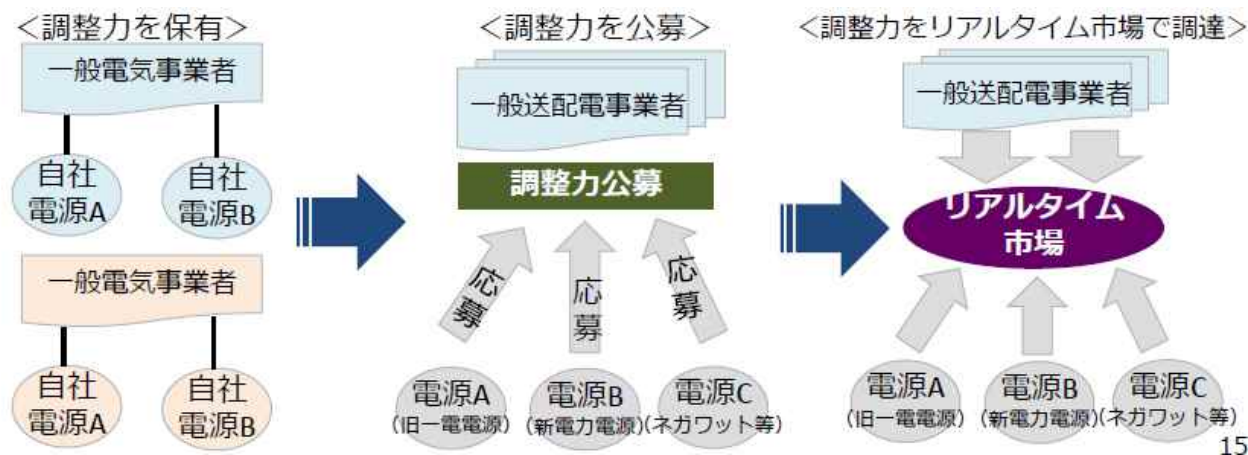 ＜調整力を保有＞
一般電気事業者
自社
電源A
自社
電源B
一般電気事業者
自社
電源A
自社
電源B
＜調整力を公募＞
一般送配電事業者
調整力公募
応募
応募
応募
電源A
(旧一電電源)
電源B
(新電力電源)
電源C
(ネガワット等)
＜調整力をリアルタイム市場で調達＞
一般送配電事業者
リアルタイム
市場
電源A
(旧一電電源)
電源B
(新電力電源)
電源C
(ネガワット等)
15